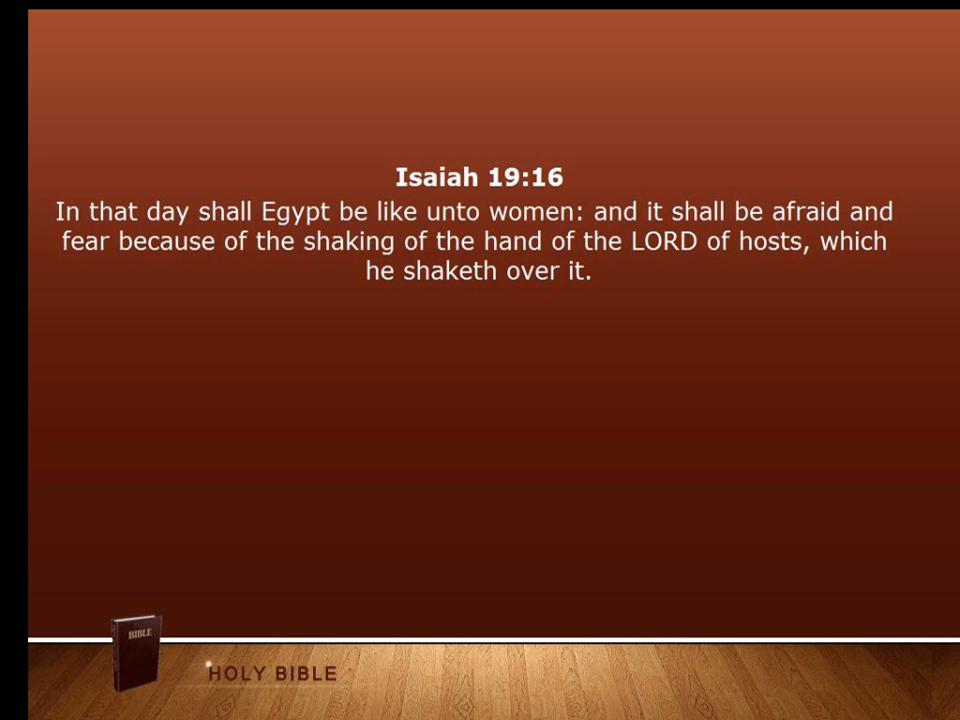 Isaiah 19:16
In that day shall Egypt be like unto women: and it shall be afraid and
fear because of the shaking of the hand of the LORD of hosts, which
he shaketh over it.
BIBLE
HOLY BIBLE